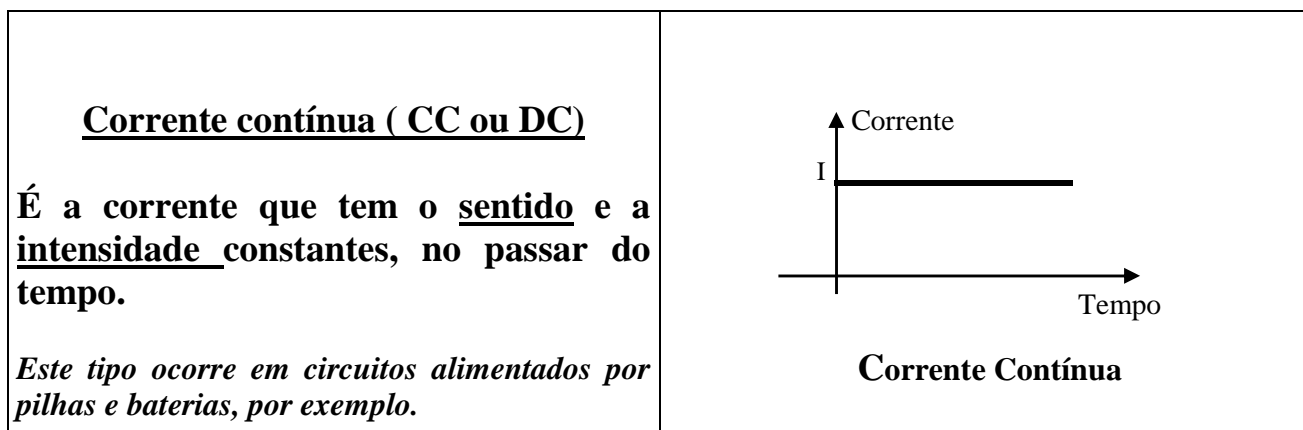 Corrente contínua ( CC ou DC)
É a corrente que tem o sentido e a
intensidade constantes, no passar do
tempo.
Este tipo ocorre em circuitos alimentados por
pilhas e baterias, por exemplo.
Corrente
I
Tempo
Corrente Contínua